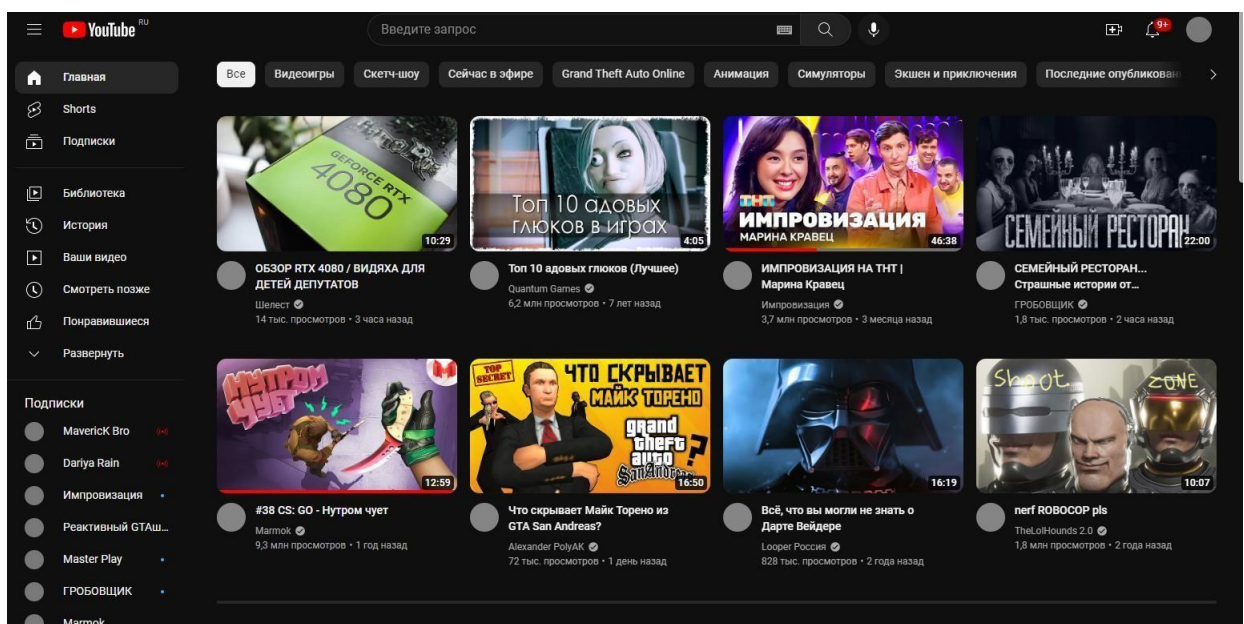 YouTube RU
Введите запрос
9+
Главная
Shorts
Подписки
Библиотека
История
Ваши видео
Смотреть позже
Понравившиеся
Развернуть
Подписки
MavericK Bro
Dariya Rain
Импровизация
Реактивный GTAш...
Master Play
ГРОБОВЩИК
Marmok
Все
Видеоигры
Скетч-шоу
Сейчас в эфире
Grand Theft Auto Online
Анимация
Симуляторы
Экшен и приключения
Последние опубликован
GEFORCE RTX
4080
10:29
ОБЗОР RTX 4080 / ВИДЯХА ДЛЯ
ДЕТЕЙ ДЕПУТАТОВ
Шелест
14 тыс. просмотров • 3 часа назад
Топ 10 адовых
глюков в играх
4:05
Топ 10 адовых глюков (Лучшее)
Quantum Games
6,2 млн просмотров • 7 лет назад
ТНТ
ИМПРОВИЗАЦИЯ
МАРИНА КРАВЕЦ
46:38
ИМПРОВИЗАЦИЯ НА ТНТ |
Марина Кравец
Импровизация
3,7 млн просмотров • 3 месяца назад
СЕМЕЙНЫЙ РЕСТОРАН
22:00
СЕМЕЙНЫЙ РЕСТОРАН...
Страшные истории от...
ГРОБОВЩИК
1,8 тыс. просмотров • 2 часа назад
НУТРОМ
ЧУЕТ
12:59
#38 CS: GO - Нутром чует
Marmok
9,3 млн просмотров • 1 год назад
TOP
SECRET
ЧТО СКРЫВАЕТ
МАЙК ТОРЕНО
grand
theft
auto
SanAndreas
?
16:50
Что скрывает Майк Торено из
GTA San Andreas?
Alexander PolyAK
72 тыс. просмотров • 1 день назад
16:19
Всё, что вы могли не знать о
Дарте Вейдере
Looper Россия
828 тыс. просмотров • 2 года назад
Shoot
ZONE
10:07
nerf ROBOCOP pls
TheLolHounds 2.0
1,8 млн просмотров • 2 года назад